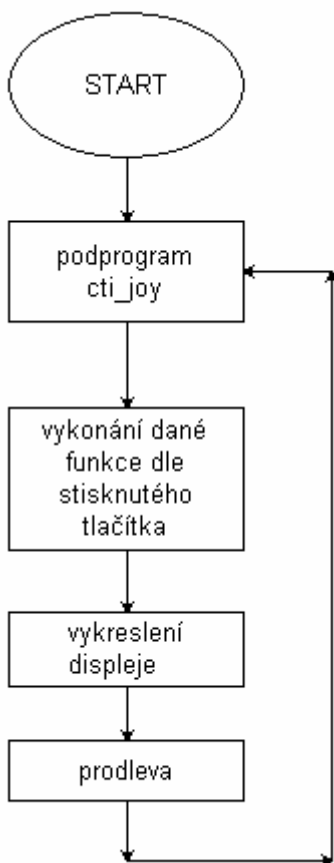 START
podprogram
cti_joy
vykonání dané
funkce dle
stisknutého
tlačítka
vykreslení
displeje
prodleva